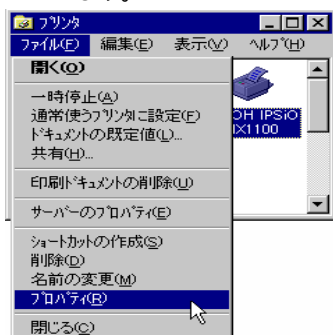 プリンタ
ファイル(F) 編集(E) 表示(V) ヘルプ(H)
開く(O)
一時停止(A)
通常使うプリンタに設定(F)
ドキュメントの既定値(L)...
共有(H)...
OH IPSiO
X1100
印刷ドキュメントの削除(U)
サーバーのプロパティ(E)
ショートカットの作成(S)
削除(D)
名前の変更(M)
プロパティ(R)
閉じる(C)